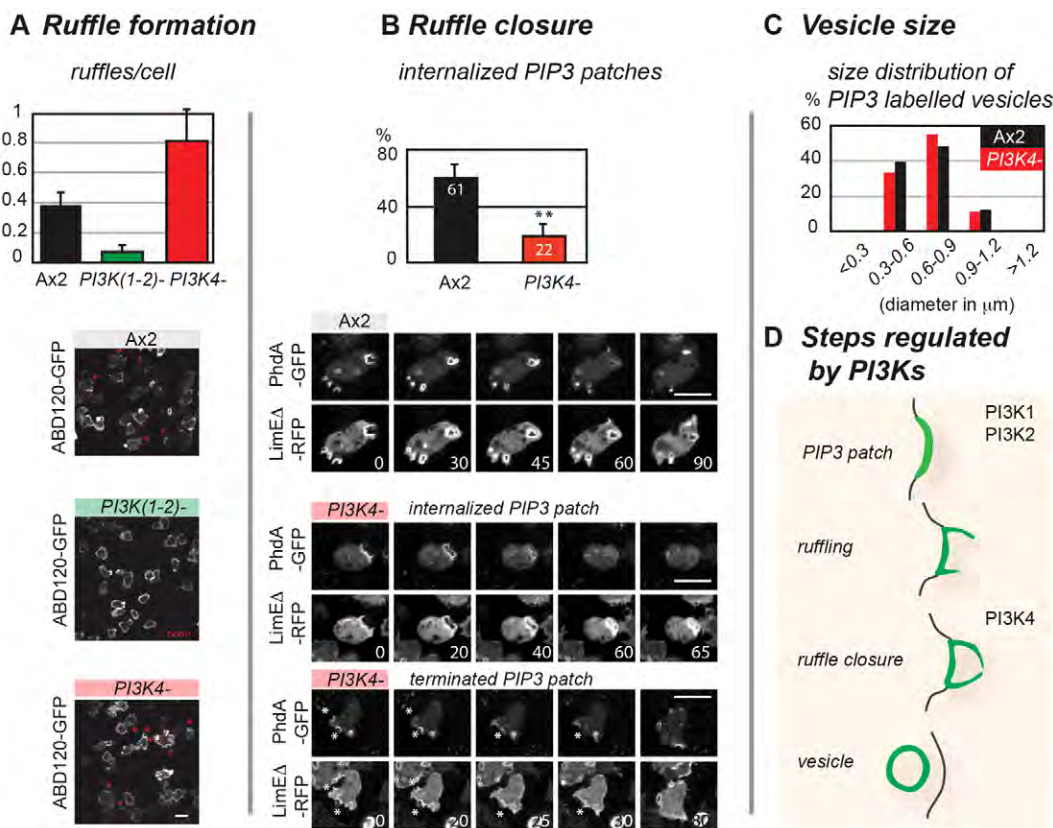 A Ruffle formation
ruffles/cell
1
0.8
0.6
0.4
0.2
0
Ax2 PI3K(1-2)- PI3K4-
Ax2
ABD120-GFP
PI3K(1-2)-
ABD120-GFP
none
PI3K4-
ABD120-GFP
B Ruffle closure
internalized PIP3 patches
%
80
40
0
61
**
22
Ax2 PI3K4-
Ax2
PhdA
-GFP
LimEΔ
-RFP
0 30 45 60 90
PI3K4- internalized PIP3 patch
PhdA
-GFP
LimEΔ
-RFP
0 20 40 60 65
PI3K4- terminated PIP3 patch
PhdA
-GFP
* * * *
* * * *
LimEΔ
-RFP
* * * *
* * * *
0 20 25 30 80
C Vesicle size
size distribution of
% PIP3 labelled vesicles
60
40
20
0
Ax2
PI3K4-
<0.3 0.3-0.6 0.6-0.9 0.9-1.2 >1.2
(diameter in μm)
D Steps regulated
by PI3Ks
PI3K1
PI3K2
PIP3 patch
ruffling
PI3K4
ruffle closure
vesicle